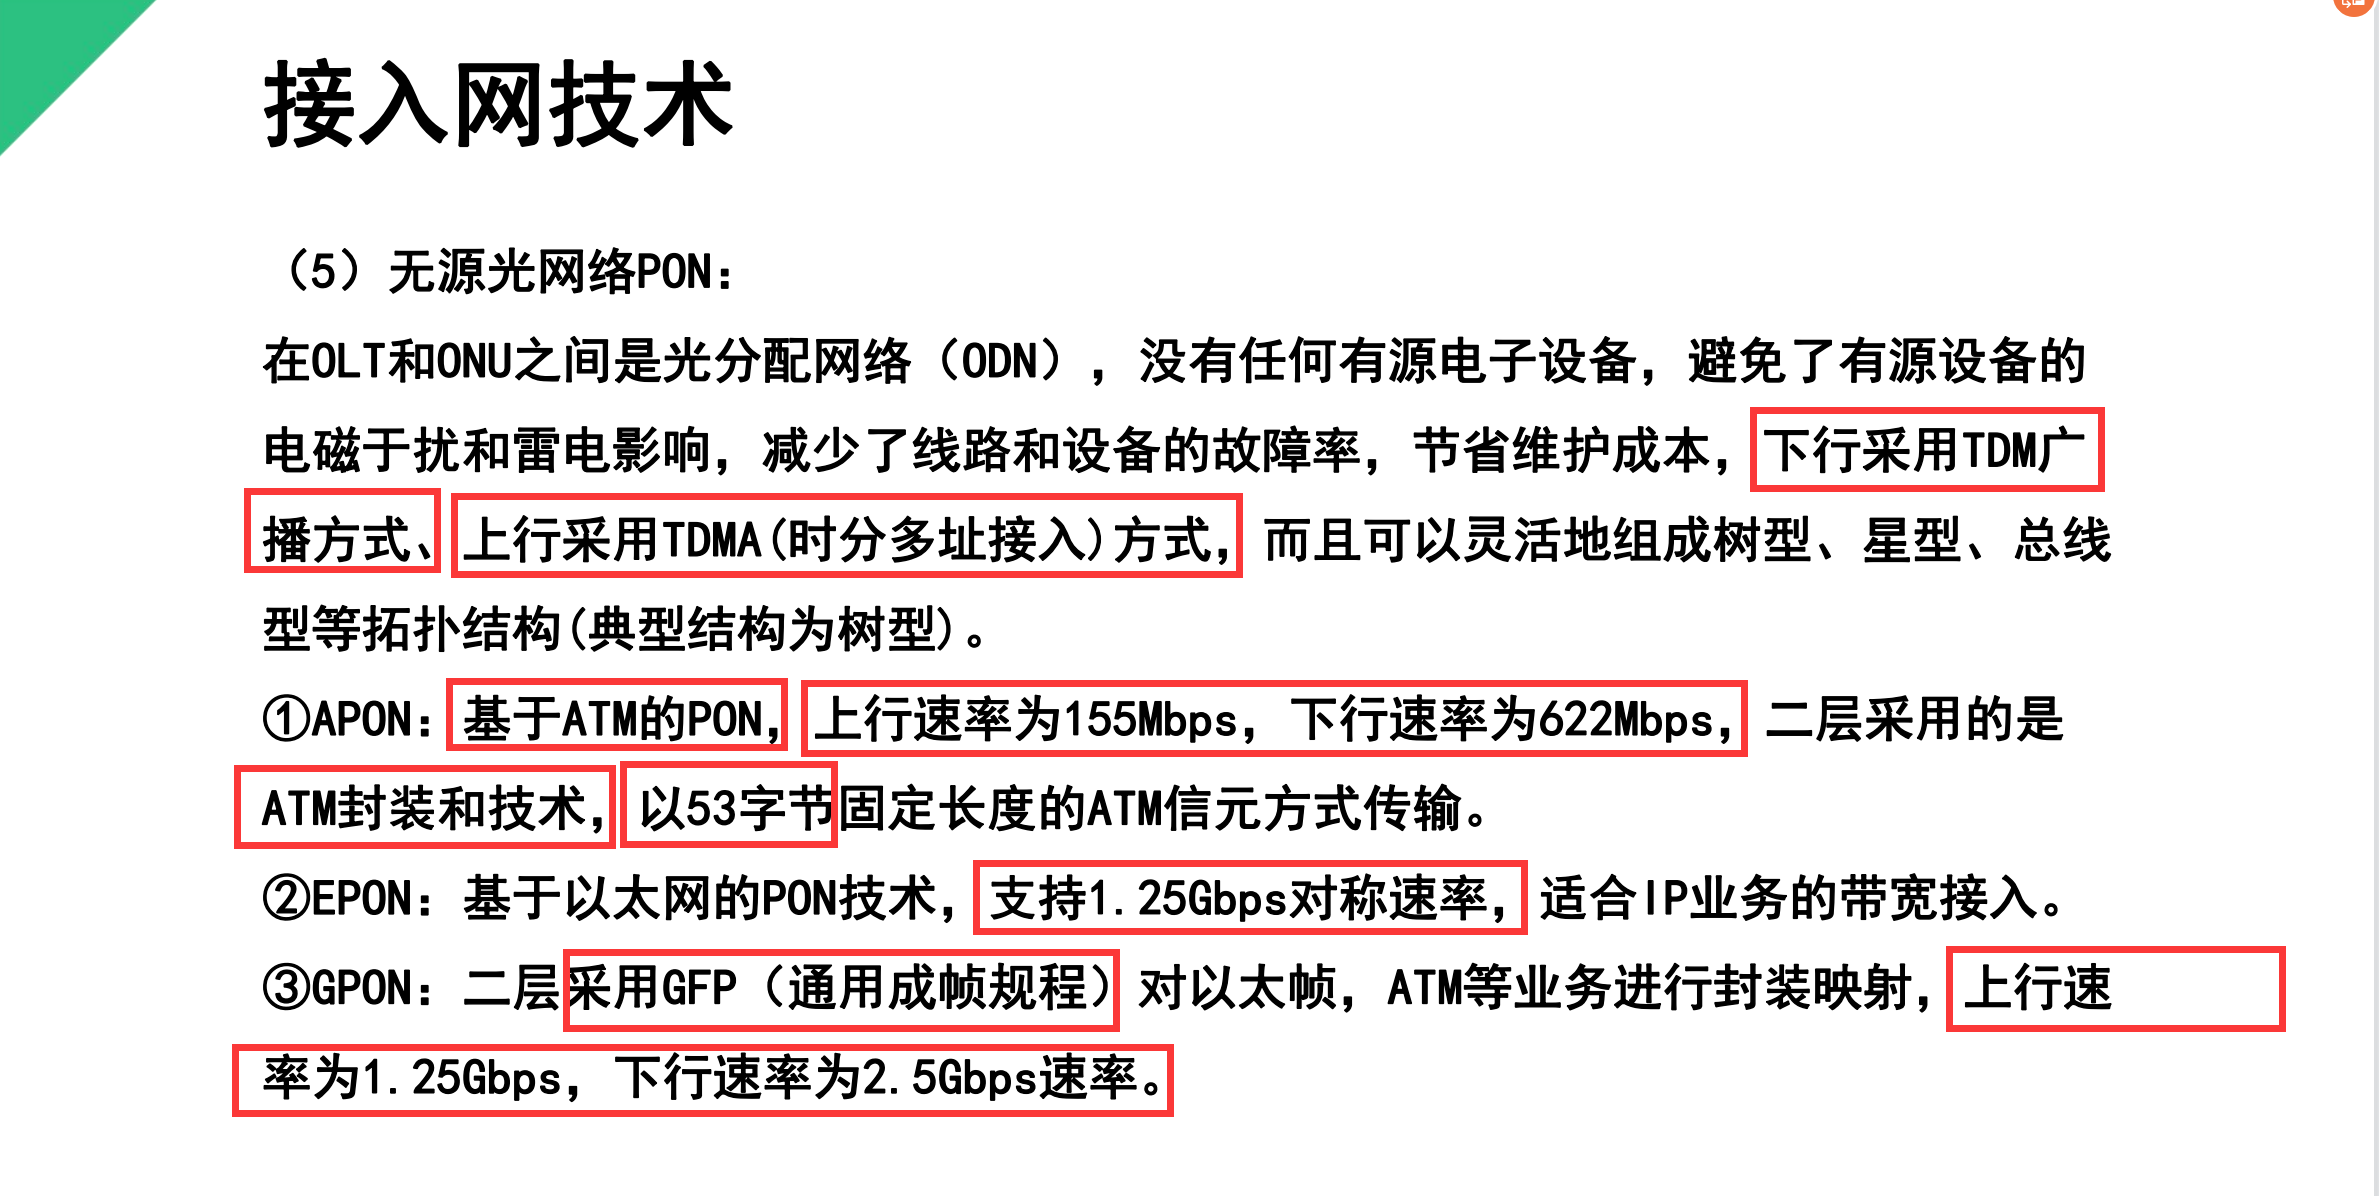 接入网技术
（5）无源光网络PON：
在OLT和ONU之间是光分配网络（ODN），没有任何有源电子设备，避免了有源设备的
电磁于扰和雷电影响，减少了线路和设备的故障率，节省维护成本，下行采用TDM广
播方式、上行采用TDMA(时分多址接入)方式，而且可以灵活地组成树型、星型、总线
型等拓扑结构(典型结构为树型)。
①APON：基于ATM的PON，上行速率为155Mbps，下行速率为622Mbps，二层采用的是
ATM封装和技术，以53字节固定长度的ATM信元方式传输。
②EPON：基于以太网的PON技术，支持1.25Gbps对称速率，适合IP业务的带宽接入。
③GPON：二层采用GFP（通用成帧规程）对以太帧，ATM等业务进行封装映射，上行速
率为1.25Gbps，下行速率为2.5Gbps速率。